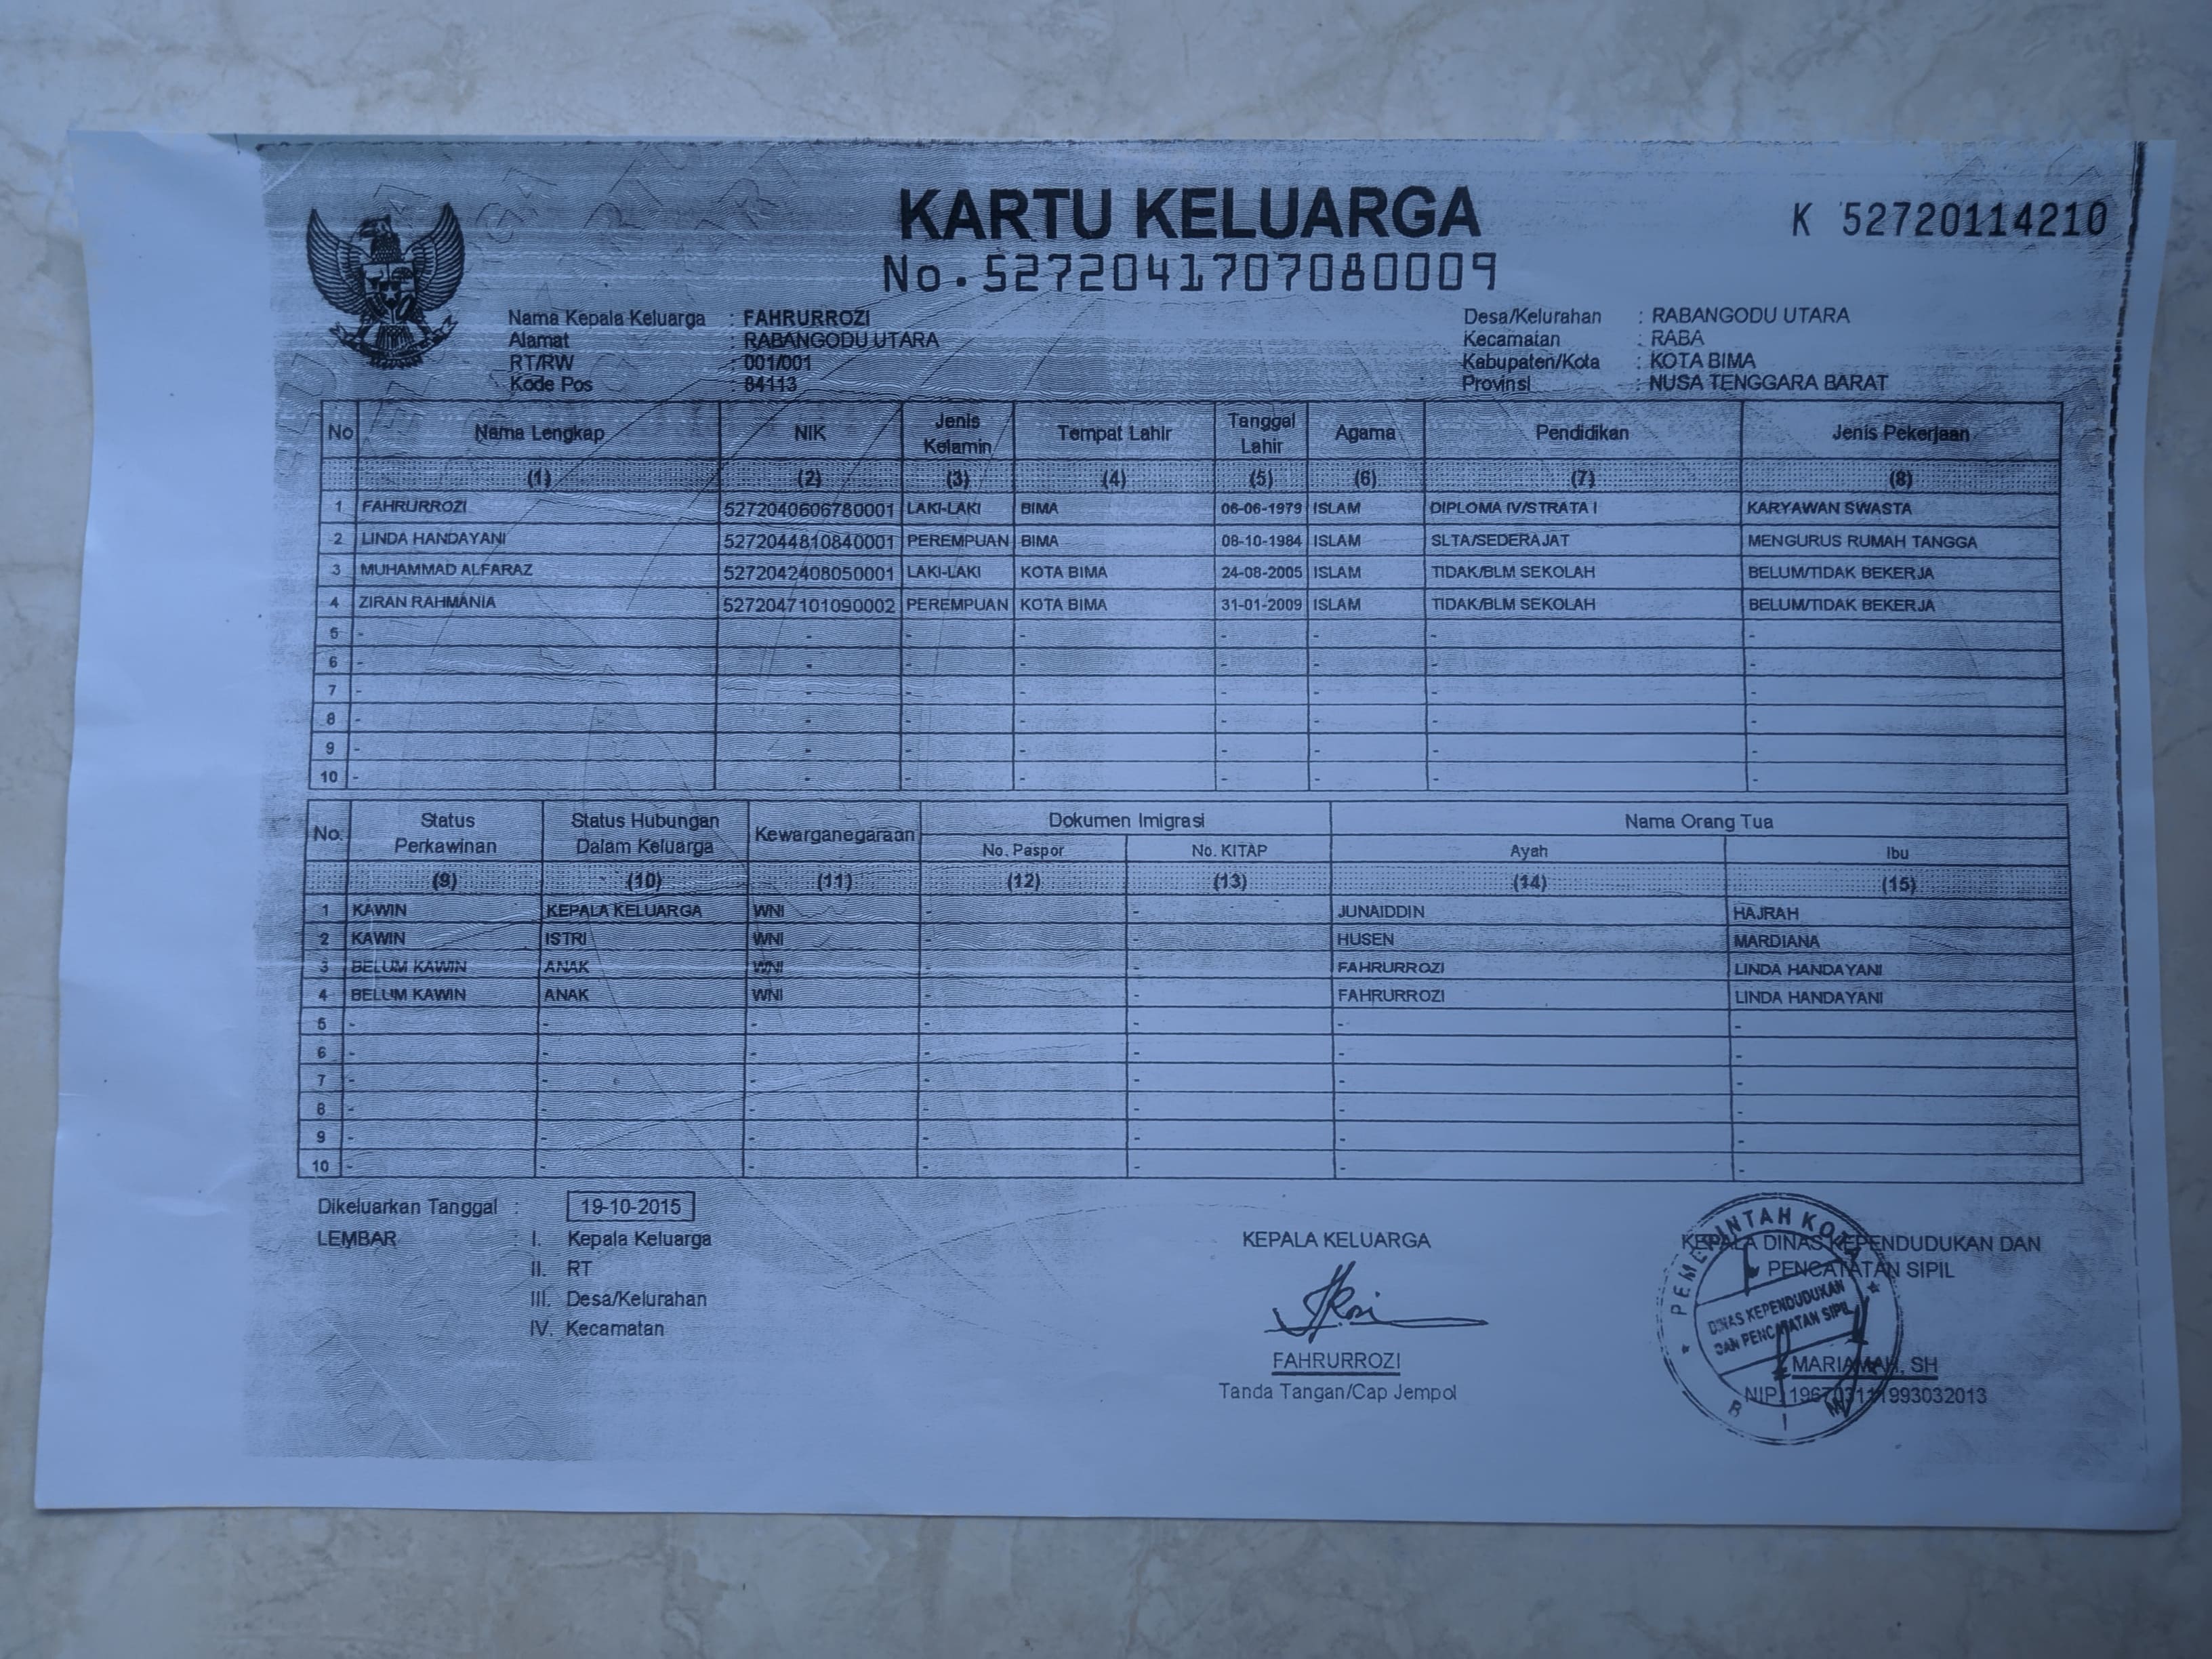 KARTU KELUARGA
K 52720114210
No.5272041707080009
Nama Kepala Keluarga : FAHRURROZI
Alamat : RABANGODU UTARA
RT/RW : 001/001
Kode Pos : 84113
Desa/Kelurahan : RABANGODU UTARA
Kecamatan : RABA
Kabupaten/Kota : KOTA BIMA
Provinsi : NUSA TENGGARA BARAT
No Nama Lengkap NIK Jenis Kelamin Tempat Lahir Tanggal Lahir Agama Pendidikan Jenis Pekerjaan
(1) (2) (3) (4) (5) (6) (7) (8)
1 FAHRURROZI 5272040606780001 LAKI-LAKI BIMA 06-06-1979 ISLAM DIPLOMA IV/STRATA I KARYAWAN SWASTA
2 LINDA HANDAYANI 5272044810840001 PEREMPUAN BIMA 08-10-1984 ISLAM SLTA/SEDERAJAT MENGURUS RUMAH TANGGA
3 MUHAMMAD ALFARAZ 5272042408050001 LAKI-LAKI KOTA BIMA 24-08-2005 ISLAM TIDAK/BLM SEKOLAH BELUM/TIDAK BEKERJA
4 ZIRAN RAHMANIA 5272047101090002 PEREMPUAN KOTA BIMA 31-01-2009 ISLAM TIDAK/BLM SEKOLAH BELUM/TIDAK BEKERJA
5 - - - - - - - -
6 - - - - - - - -
7 - - - - - - - -
8 - - - - - - - -
9 - - - - - - - -
10 - - - - - - - -
No. Status Perkawinan Status Hubungan Dalam Keluarga Kewarganegaraan Dokumen Imigrasi Nama Orang Tua
No. Paspor No. KITAP Ayah Ibu
(9) (10) (11) (12) (13) (14) (15)
1 KAWIN KEPALA KELUARGA WNI - - JUNAIDDIN HAJRAH
2 KAWIN ISTRI WNI - - HUSEN MARDIANA
3 BELUM KAWIN ANAK WNI - - FAHRURROZI LINDA HANDAYANI
4 BELUM KAWIN ANAK WNI - - FAHRURROZI LINDA HANDAYANI
5 - - - - - - -
6 - - - - - - -
7 - - - - - - -
8 - - - - - - -
9 - - - - - - -
10 - - - - - - -
Dikeluarkan Tanggal : 19-10-2015
LEMBAR : I. Kepala Keluarga
II. RT
III. Desa/Kelurahan
IV. Kecamatan
KEPALA KELUARGA
FAHRURROZI
Tanda Tangan/Cap Jempol
KEPALA DINAS KEPENDUDUKAN DAN
PENCATATAN SIPIL
PEMERINTAH KOTA
DINAS KEPENDUDUKAN
DAN PENCATATAN SIPIL
BIMA
MARIAMAH, SH
NIP. 196703111993032013